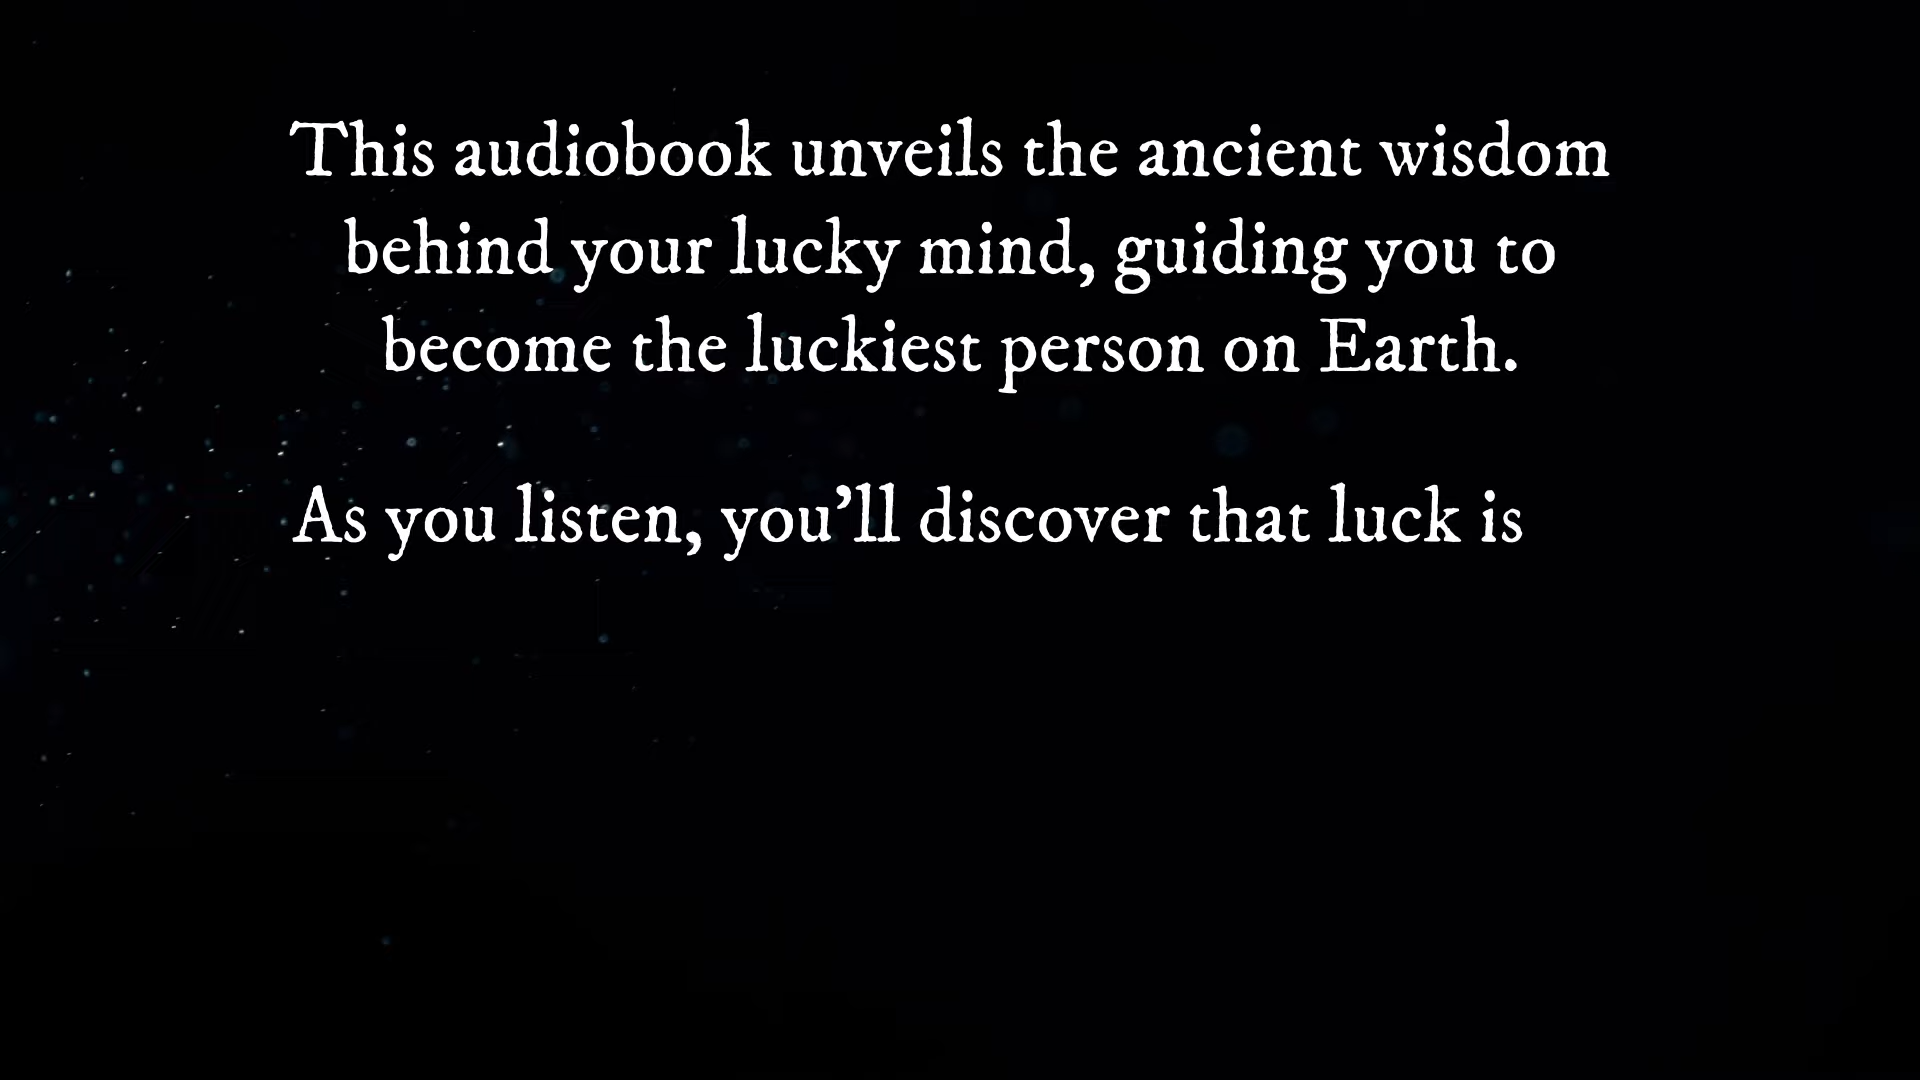 This audiobook unveils the ancient wisdom
behind your lucky mind, guiding you to
become the luckiest person on Earth.
As you listen, you’ll discover that luck is